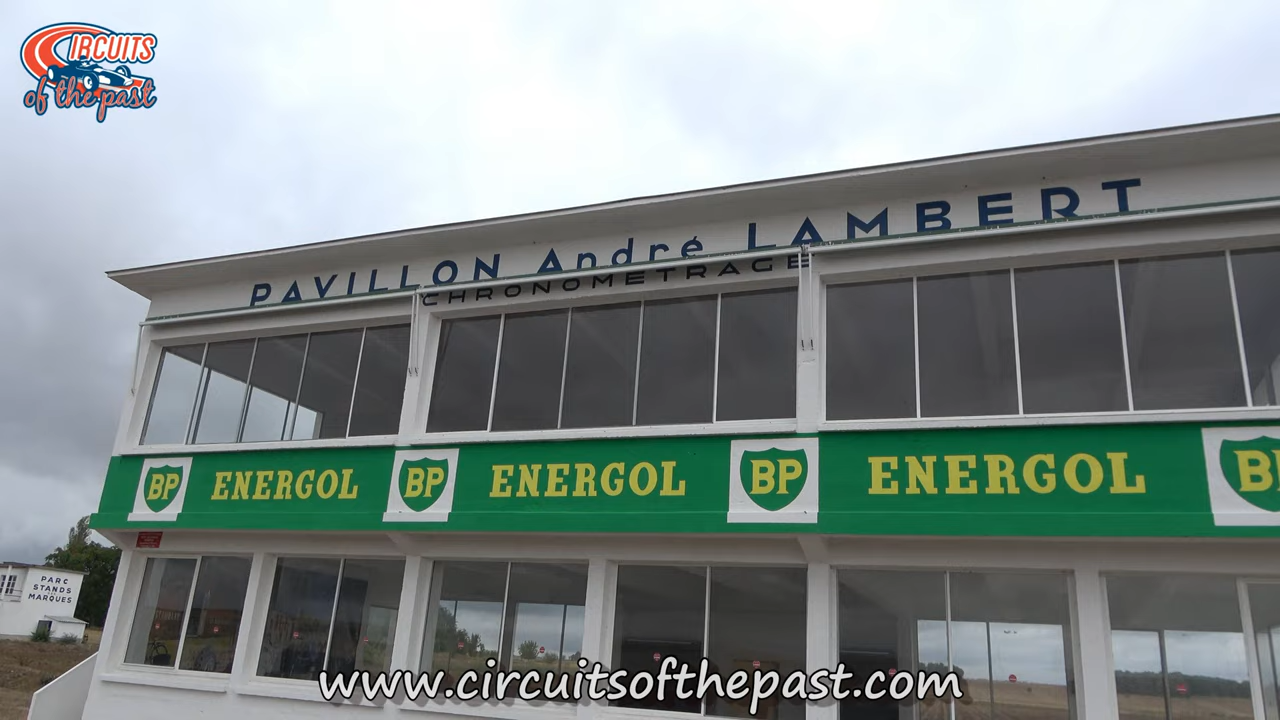 CIRCUITS
of the past
PAVILLON André LAMBERT
CHRONOMETRAGE
BP ENERGOL BP ENERGOL BP ENERGOL BP
PARC
STANDS
MARQUES
www.circuitsofthepast.com